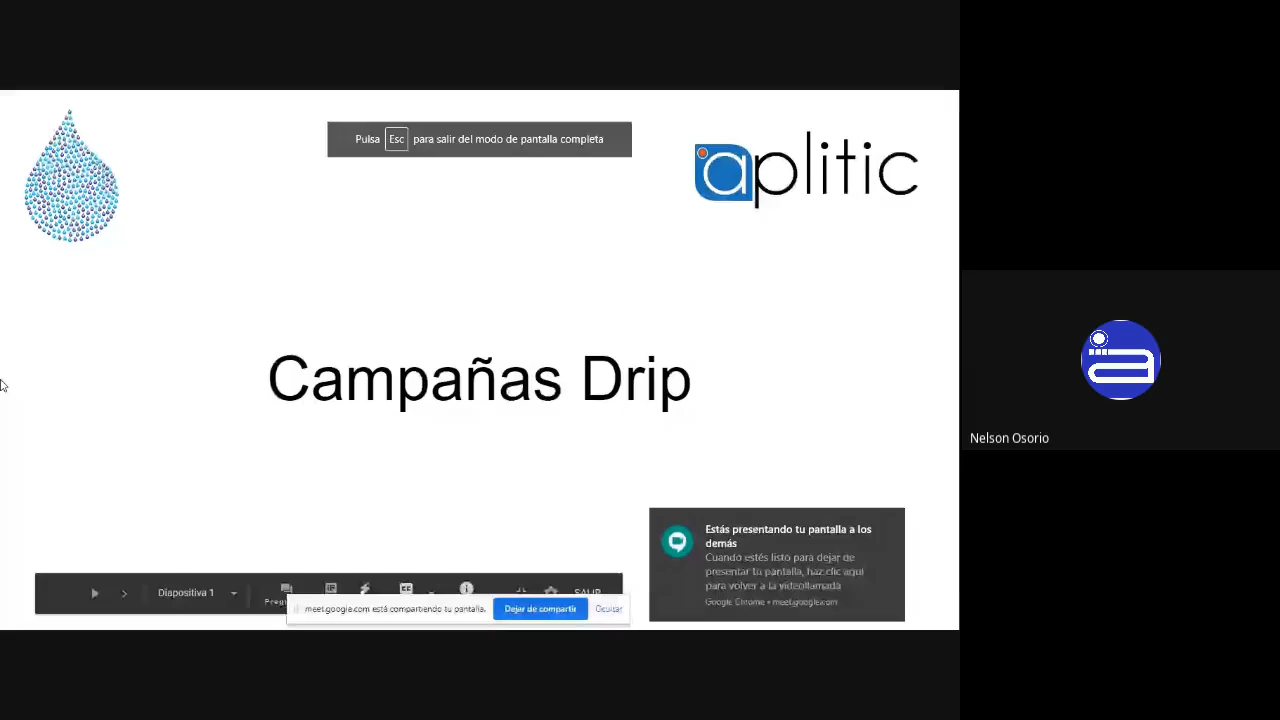 Pulsa Esc para salir del modo de pantalla completa
aplitic
Campañas Drip
Nelson Osorio
Estás presentando tu pantalla a los
demás
Cuando estés listo para dejar de
presentar tu pantalla, haz clic aquí
para volver a la videollamada
Google Chrome • meet.google.com
Diapositiva 1
SALIR
meet.google.com está compartiendo tu pantalla.
Dejar de compartir
Ocultar